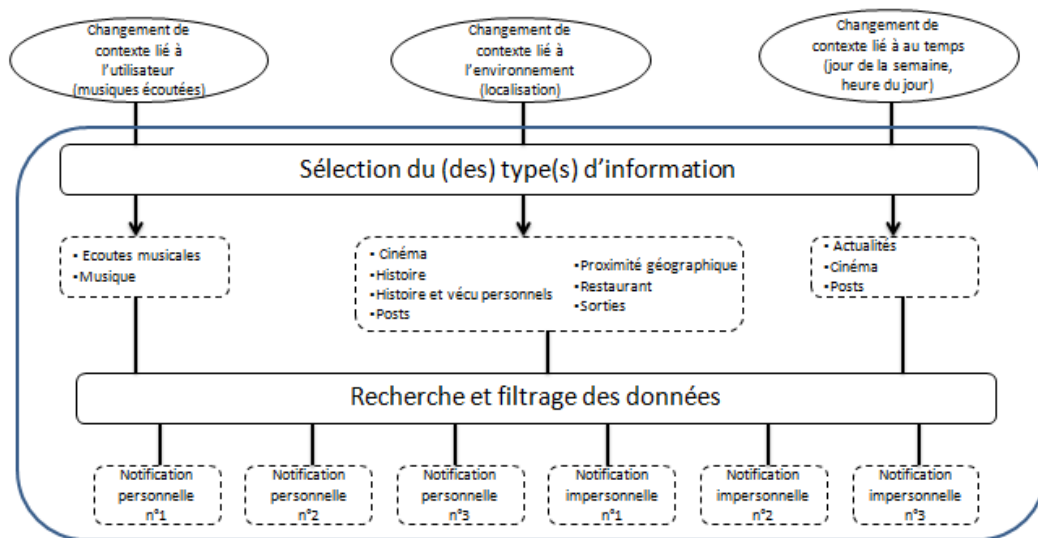 Changement de
contexte lié à
l'utilisateur
(musiques écoutées)
Changement de
contexte lié à
l'environnement
(localisation)
Changement de
contexte lié à au temps
(jour de la semaine,
heure du jour)
Sélection du (des) type(s) d'information
▪ Ecoutes musicales
▪Musique
▪ Cinéma
▪Histoire
▪Histoire et vécu personnels
▪Posts
▪Proximité géographique
▪Restaurant
▪Sorties
▪ Actualités
▪Cinéma
▪Posts
Recherche et filtrage des données
Notification
personnelle
n°1
Notification
personnelle
n°2
Notification
personnelle
n°3
Notification
impersonnelle
n°1
Notification
impersonnelle
n°2
Notification
impersonnelle
n°3